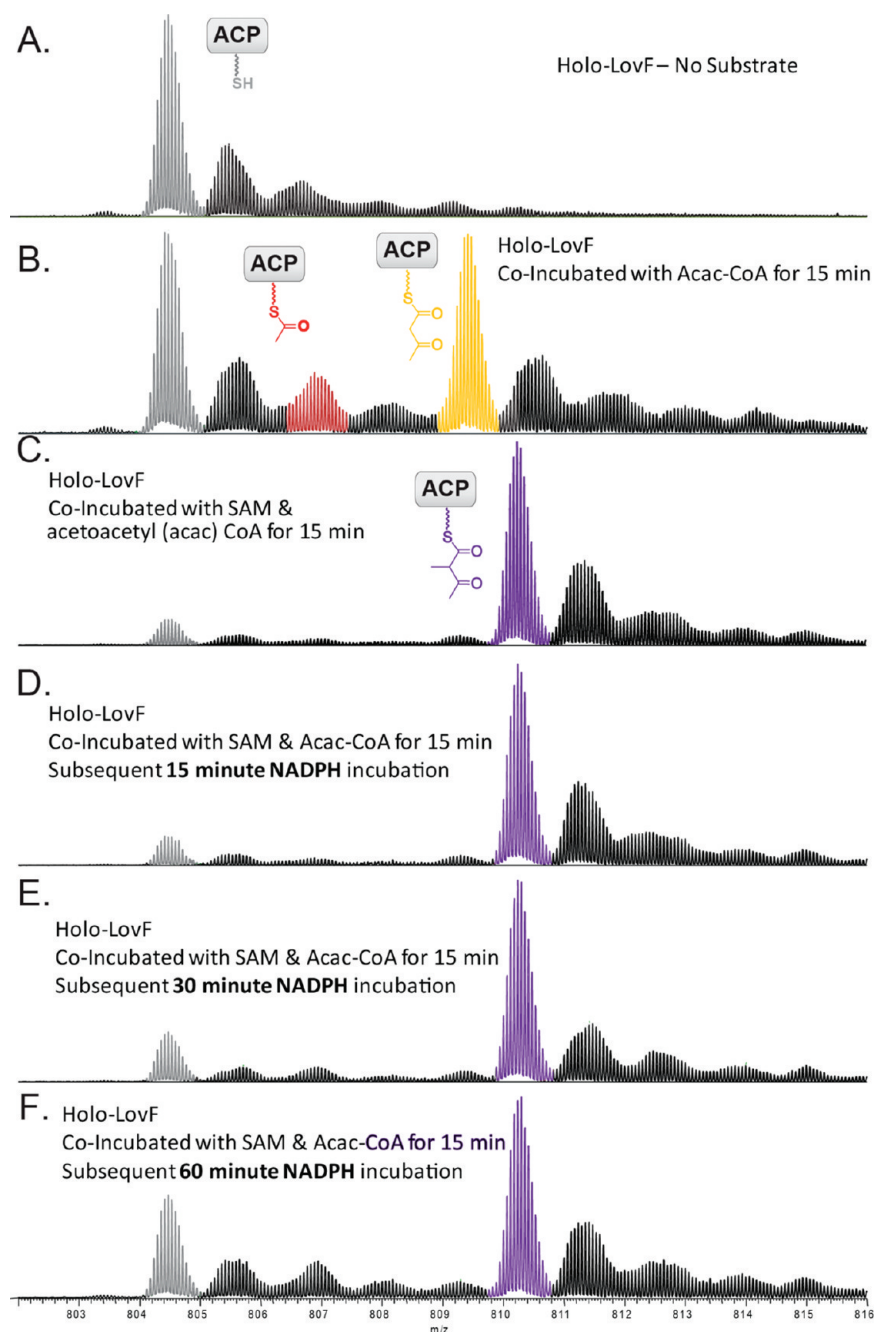 A.
ACP
SH
Holo-LovF – No Substrate
B.
ACP
S
O
ACP
S
O
O
Holo-LovF
Co-Incubated with Acac-CoA for 15 min
C.
Holo-LovF
Co-Incubated with SAM &
acetoacetyl (acac) CoA for 15 min
ACP
S
O
O
D.
Holo-LovF
Co-Incubated with SAM & Acac-CoA for 15 min
Subsequent 15 minute NADPH incubation
E.
Holo-LovF
Co-Incubated with SAM & Acac-CoA for 15 min
Subsequent 30 minute NADPH incubation
F.
Holo-LovF
Co-Incubated with SAM & Acac-CoA for 15 min
Subsequent 60 minute NADPH incubation
803 804 805 806 807 808 809 810 811 812 813 814 815 816
m/z